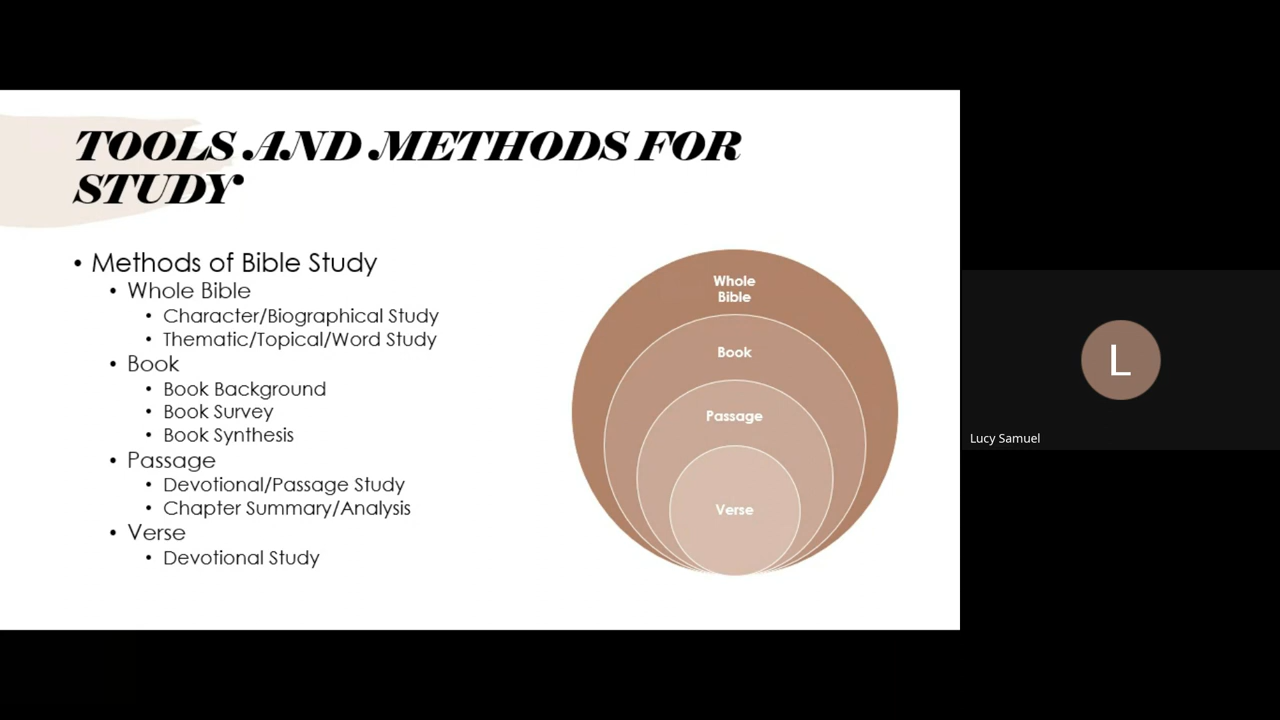 TOOLS AND METHODS FOR
STUDY
• Methods of Bible Study
• Whole Bible
• Character/Biographical Study
• Thematic/Topical/Word Study
• Book
• Book Background
• Book Survey
• Book Synthesis
• Passage
• Devotional/Passage Study
• Chapter Summary/Analysis
• Verse
• Devotional Study
Whole
Bible
Book
Passage
Verse
L
Lucy Samuel